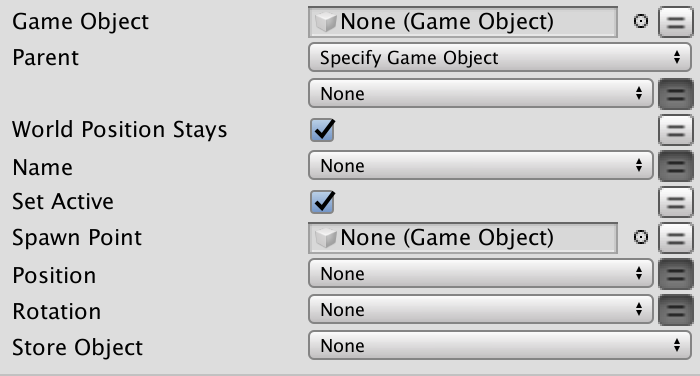 Game Object None (Game Object)
Parent Specify Game Object
None
World Position Stays
Name None
Set Active
Spawn Point None (Game Object)
Position None
Rotation None
Store Object None